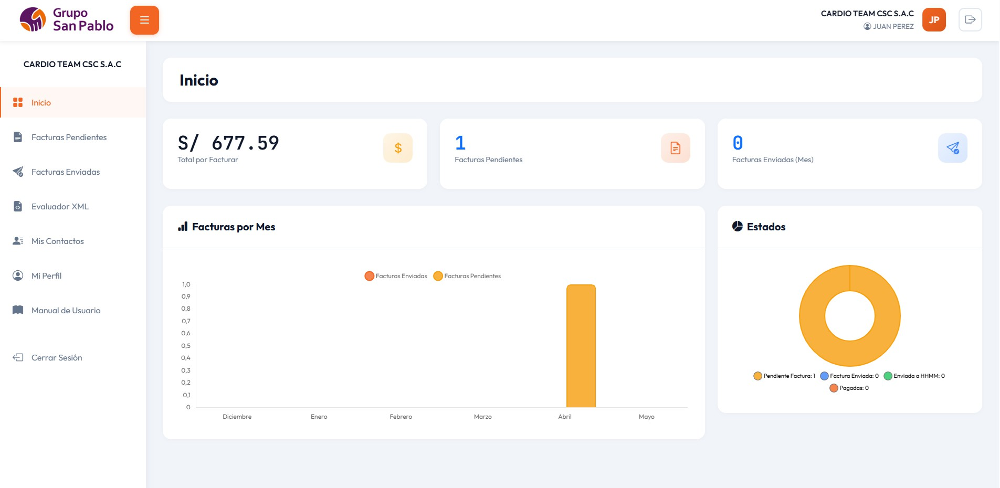 Grupo
San Pablo
CARDIO TEAM CSC S.A.C
JUAN PEREZ
JP
CARDIO TEAM CSC S.A.C
Inicio
Facturas Pendientes
Facturas Enviadas
Evaluador XML
Mis Contactos
Mi Perfil
Manual de Usuario
Cerrar Sesión
Inicio
S/ 677.59
Total por Facturar
$
1
Facturas Pendientes
0
Facturas Enviadas (Mes)
Facturas por Mes
Facturas Enviadas Facturas Pendientes
1,0
0,9
0,8
0,7
0,6
0,5
0,4
0,3
0,2
0,1
0
Diciembre Enero Febrero Marzo Abril Mayo
Estados
Pendiente Factura: 1 Factura Enviada: 0 Enviada a HHMM: 0
Pagadas: 0